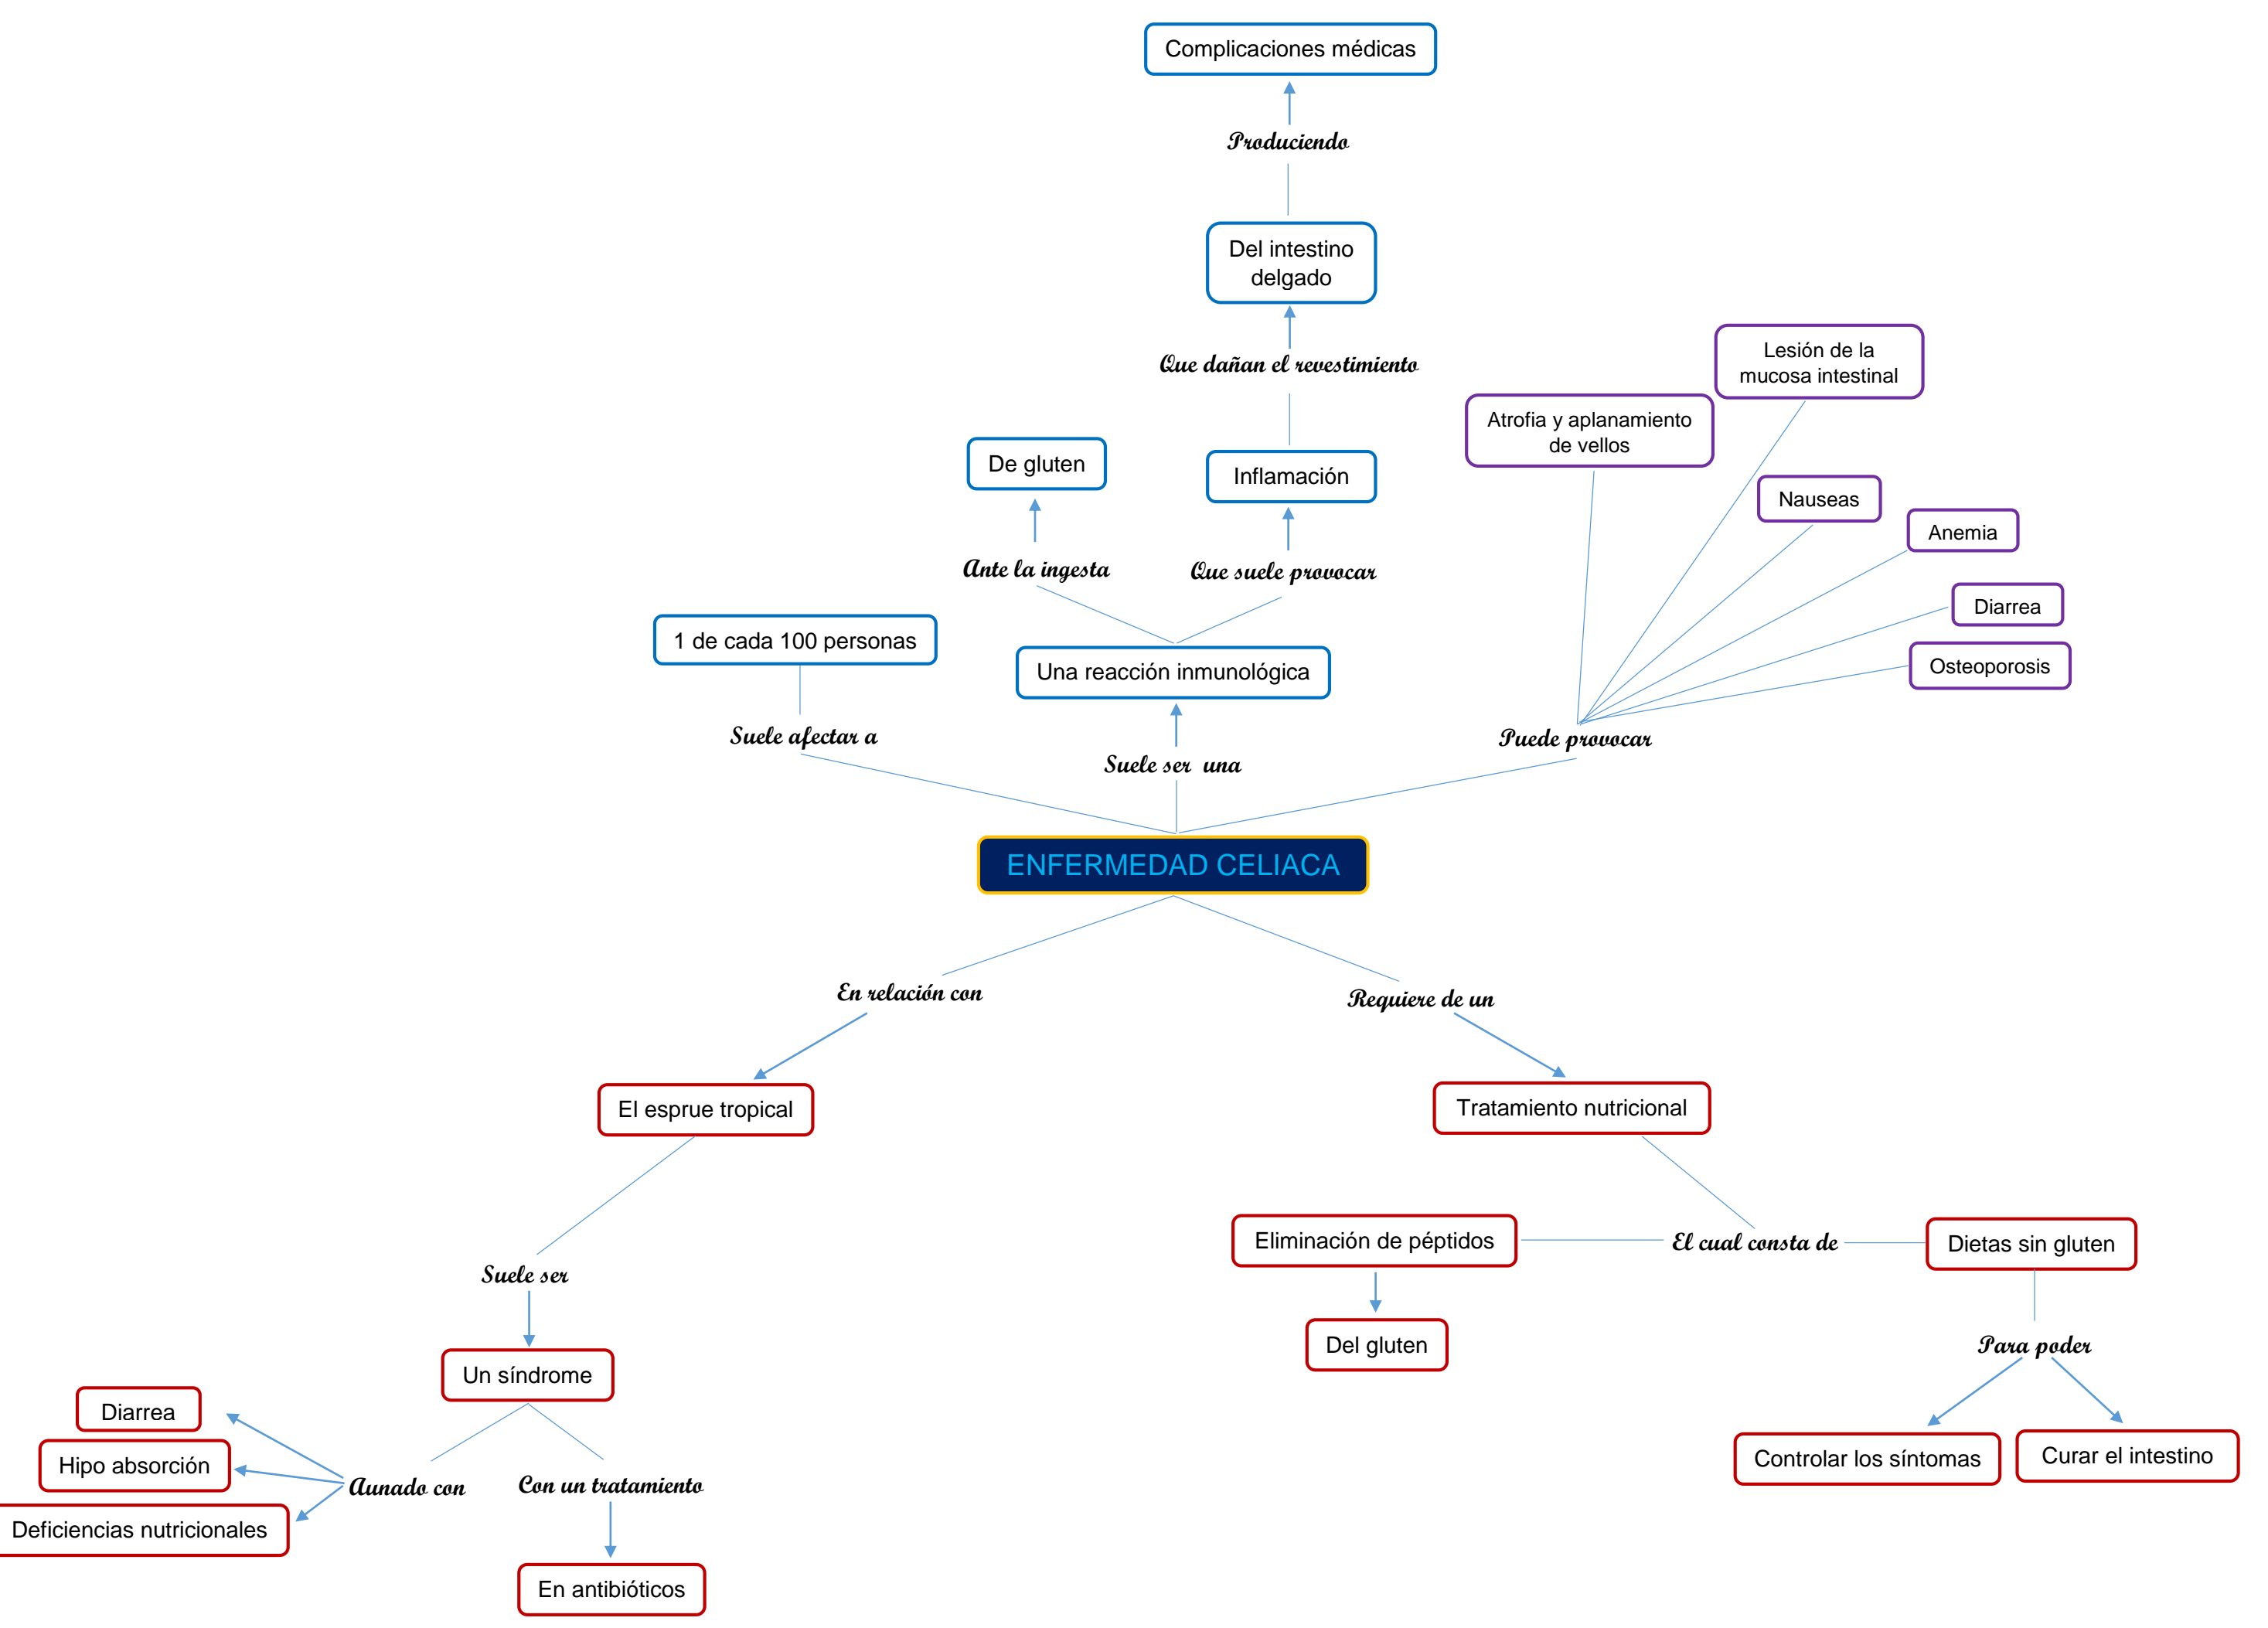 Complicaciones médicas
Produciendo
Del intestino
delgado
Que dañan el revestimiento
Lesión de la
mucosa intestinal
Atrofia y aplanamiento
de vellos
De gluten
Inflamación
Nauseas
Anemia
Ante la ingesta
Que suele provocar
Diarrea
1 de cada 100 personas
Una reacción inmunológica
Osteoporosis
Suele afectar a
Suele ser una
Puede provocar
ENFERMEDAD CELIACA
En relación con
Requiere de un
El esprue tropical
Tratamiento nutricional
Eliminación de péptidos
El cual consta de
Dietas sin gluten
Suele ser
Del gluten
Para poder
Un síndrome
Diarrea
Hipo absorción
Aunado con
Con un tratamiento
Controlar los síntomas
Curar el intestino
Deficiencias nutricionales
En antibióticos